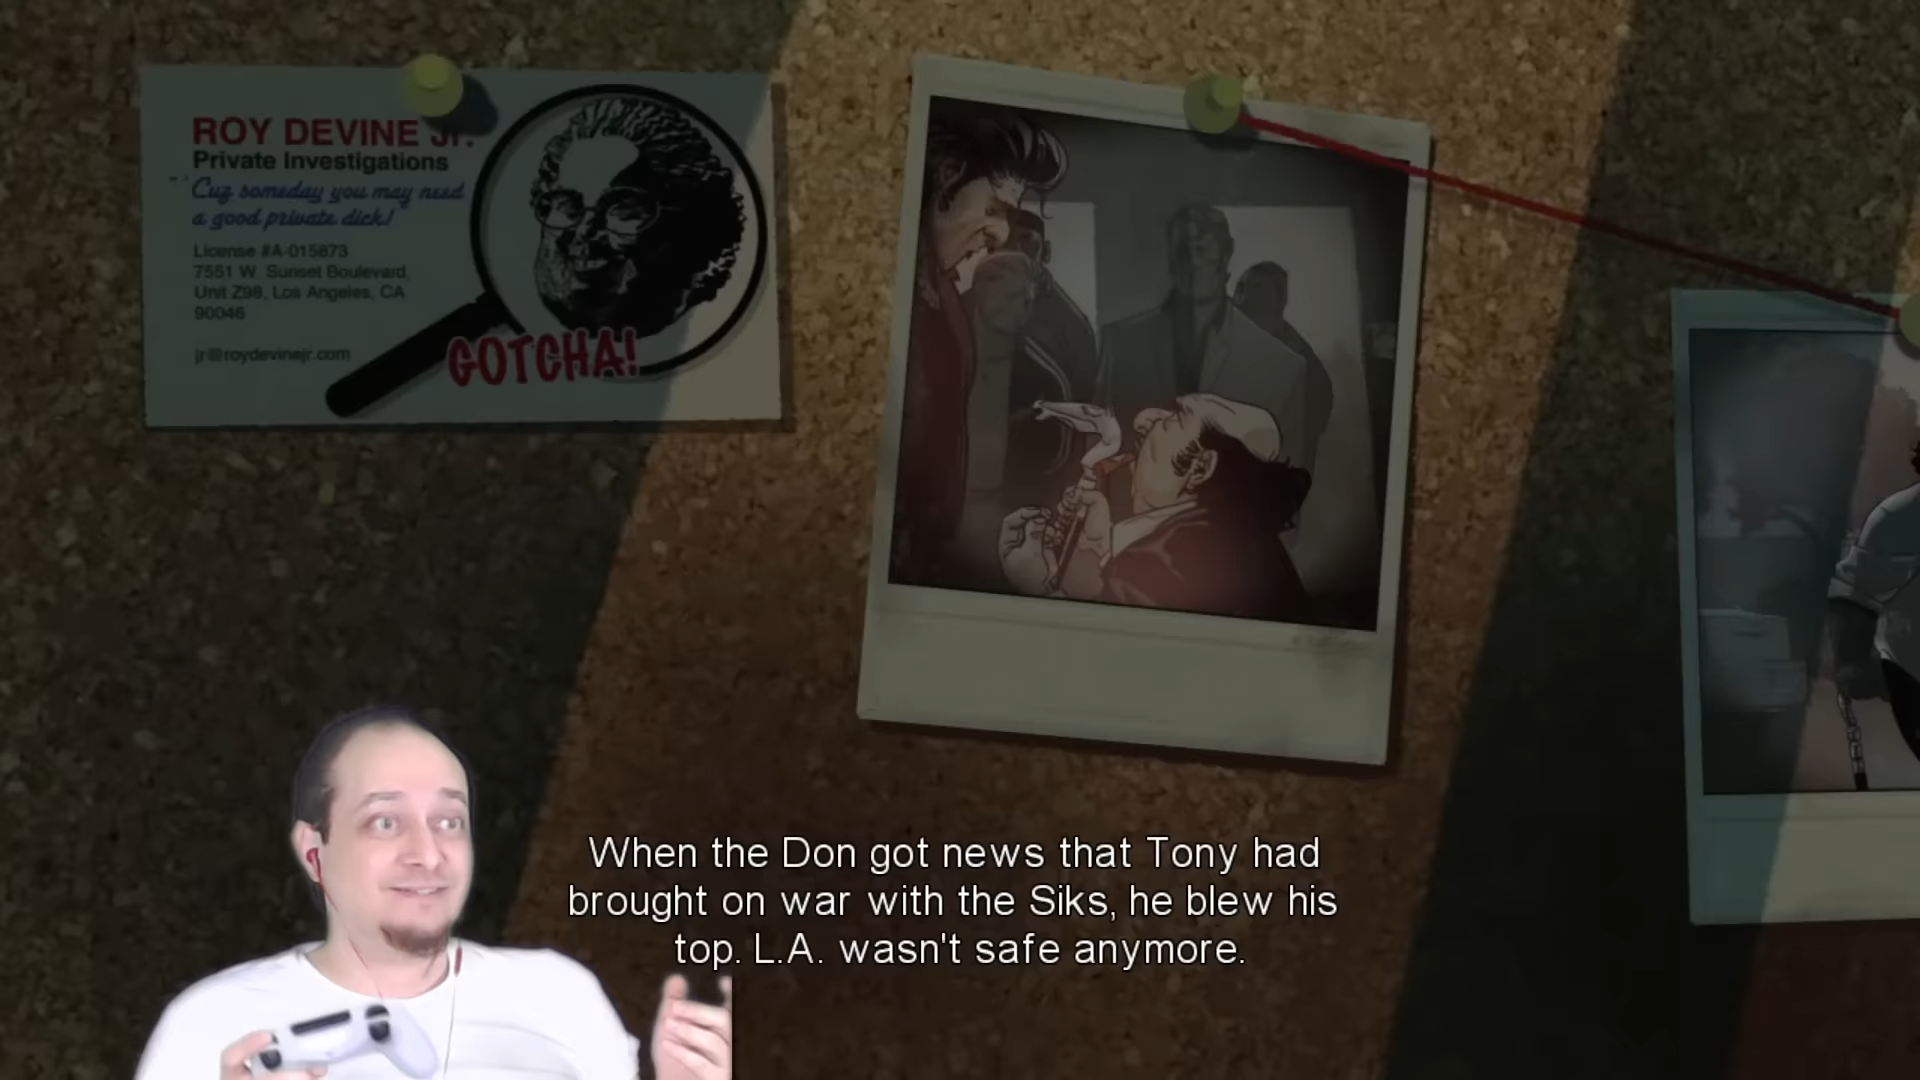 ROY DEVINE Jr.
Private Investigations
"Cuz someday you may need
a good private dick!
License #A-015873
7551 W. Sunset Boulevard,
Unit Z98, Los Angeles, CA
90046
jr@roydevinejr.com
GOTCHA!
When the Don got news that Tony had
brought on war with the Siks, he blew his
top. L.A. wasn't safe anymore.